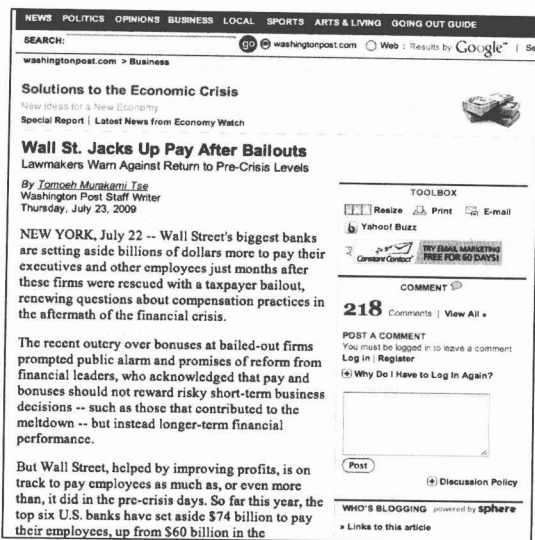 NEWS POLITICS OPINIONS BUSINESS LOCAL SPORTS ARTS & LIVING GOING OUT GUIDE
SEARCH: go washingtonpost.com Web : Results by Google™ | Se
washingtonpost.com > Business
Solutions to the Economic Crisis
New Ideas for a New Economy
Special Report | Latest News from Economy Watch
Wall St. Jacks Up Pay After Bailouts
Lawmakers Warn Against Return to Pre-Crisis Levels
By Tomoeh Murakami Tse
Washington Post Staff Writer
Thursday, July 23, 2009
NEW YORK, July 22 -- Wall Street's biggest banks
are setting aside billions of dollars more to pay their
executives and other employees just months after
these firms were rescued with a taxpayer bailout,
renewing questions about compensation practices in
the aftermath of the financial crisis.
The recent outcry over bonuses at bailed-out firms
prompted public alarm and promises of reform from
financial leaders, who acknowledged that pay and
bonuses should not reward risky short-term business
decisions -- such as those that contributed to the
meltdown -- but instead longer-term financial
performance.
But Wall Street, helped by improving profits, is on
track to pay employees as much as, or even more
than, it did in the pre-crisis days. So far this year, the
top six U.S. banks have set aside $74 billion to pay
their employees, up from $60 billion in the
TOOLBOX
Resize Print E-mail
Yahoo! Buzz
Constant Contact TRY EMAIL MARKETING
FREE FOR 60 DAYS!
COMMENT
218 Comments | View All »
POST A COMMENT
You must be logged in to leave a comment
Log in | Register
Why Do I Have to Log In Again?
Post
Discussion Policy
WHO'S BLOGGING powered by sphere
» Links to this article